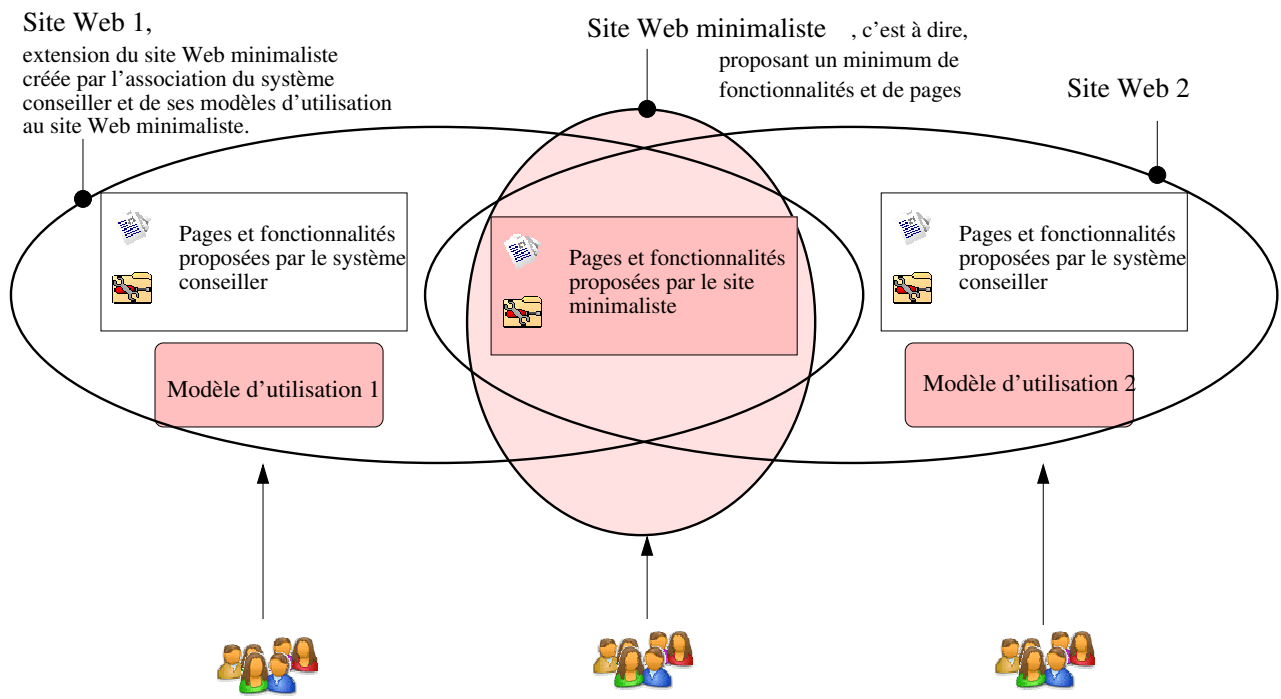 Site Web 1,
extension du site Web minimaliste
créée par l'association du système
conseiller et de ses modèles d'utilisation
au site Web minimaliste.
Site Web minimaliste , c'est à dire,
proposant un minimum de
fonctionnalités et de pages
Site Web 2
Pages et fonctionnalités
proposées par le système
conseiller
Modèle d'utilisation 1
Pages et fonctionnalités
proposées par le site
minimaliste
Pages et fonctionnalités
proposées par le système
conseiller
Modèle d'utilisation 2